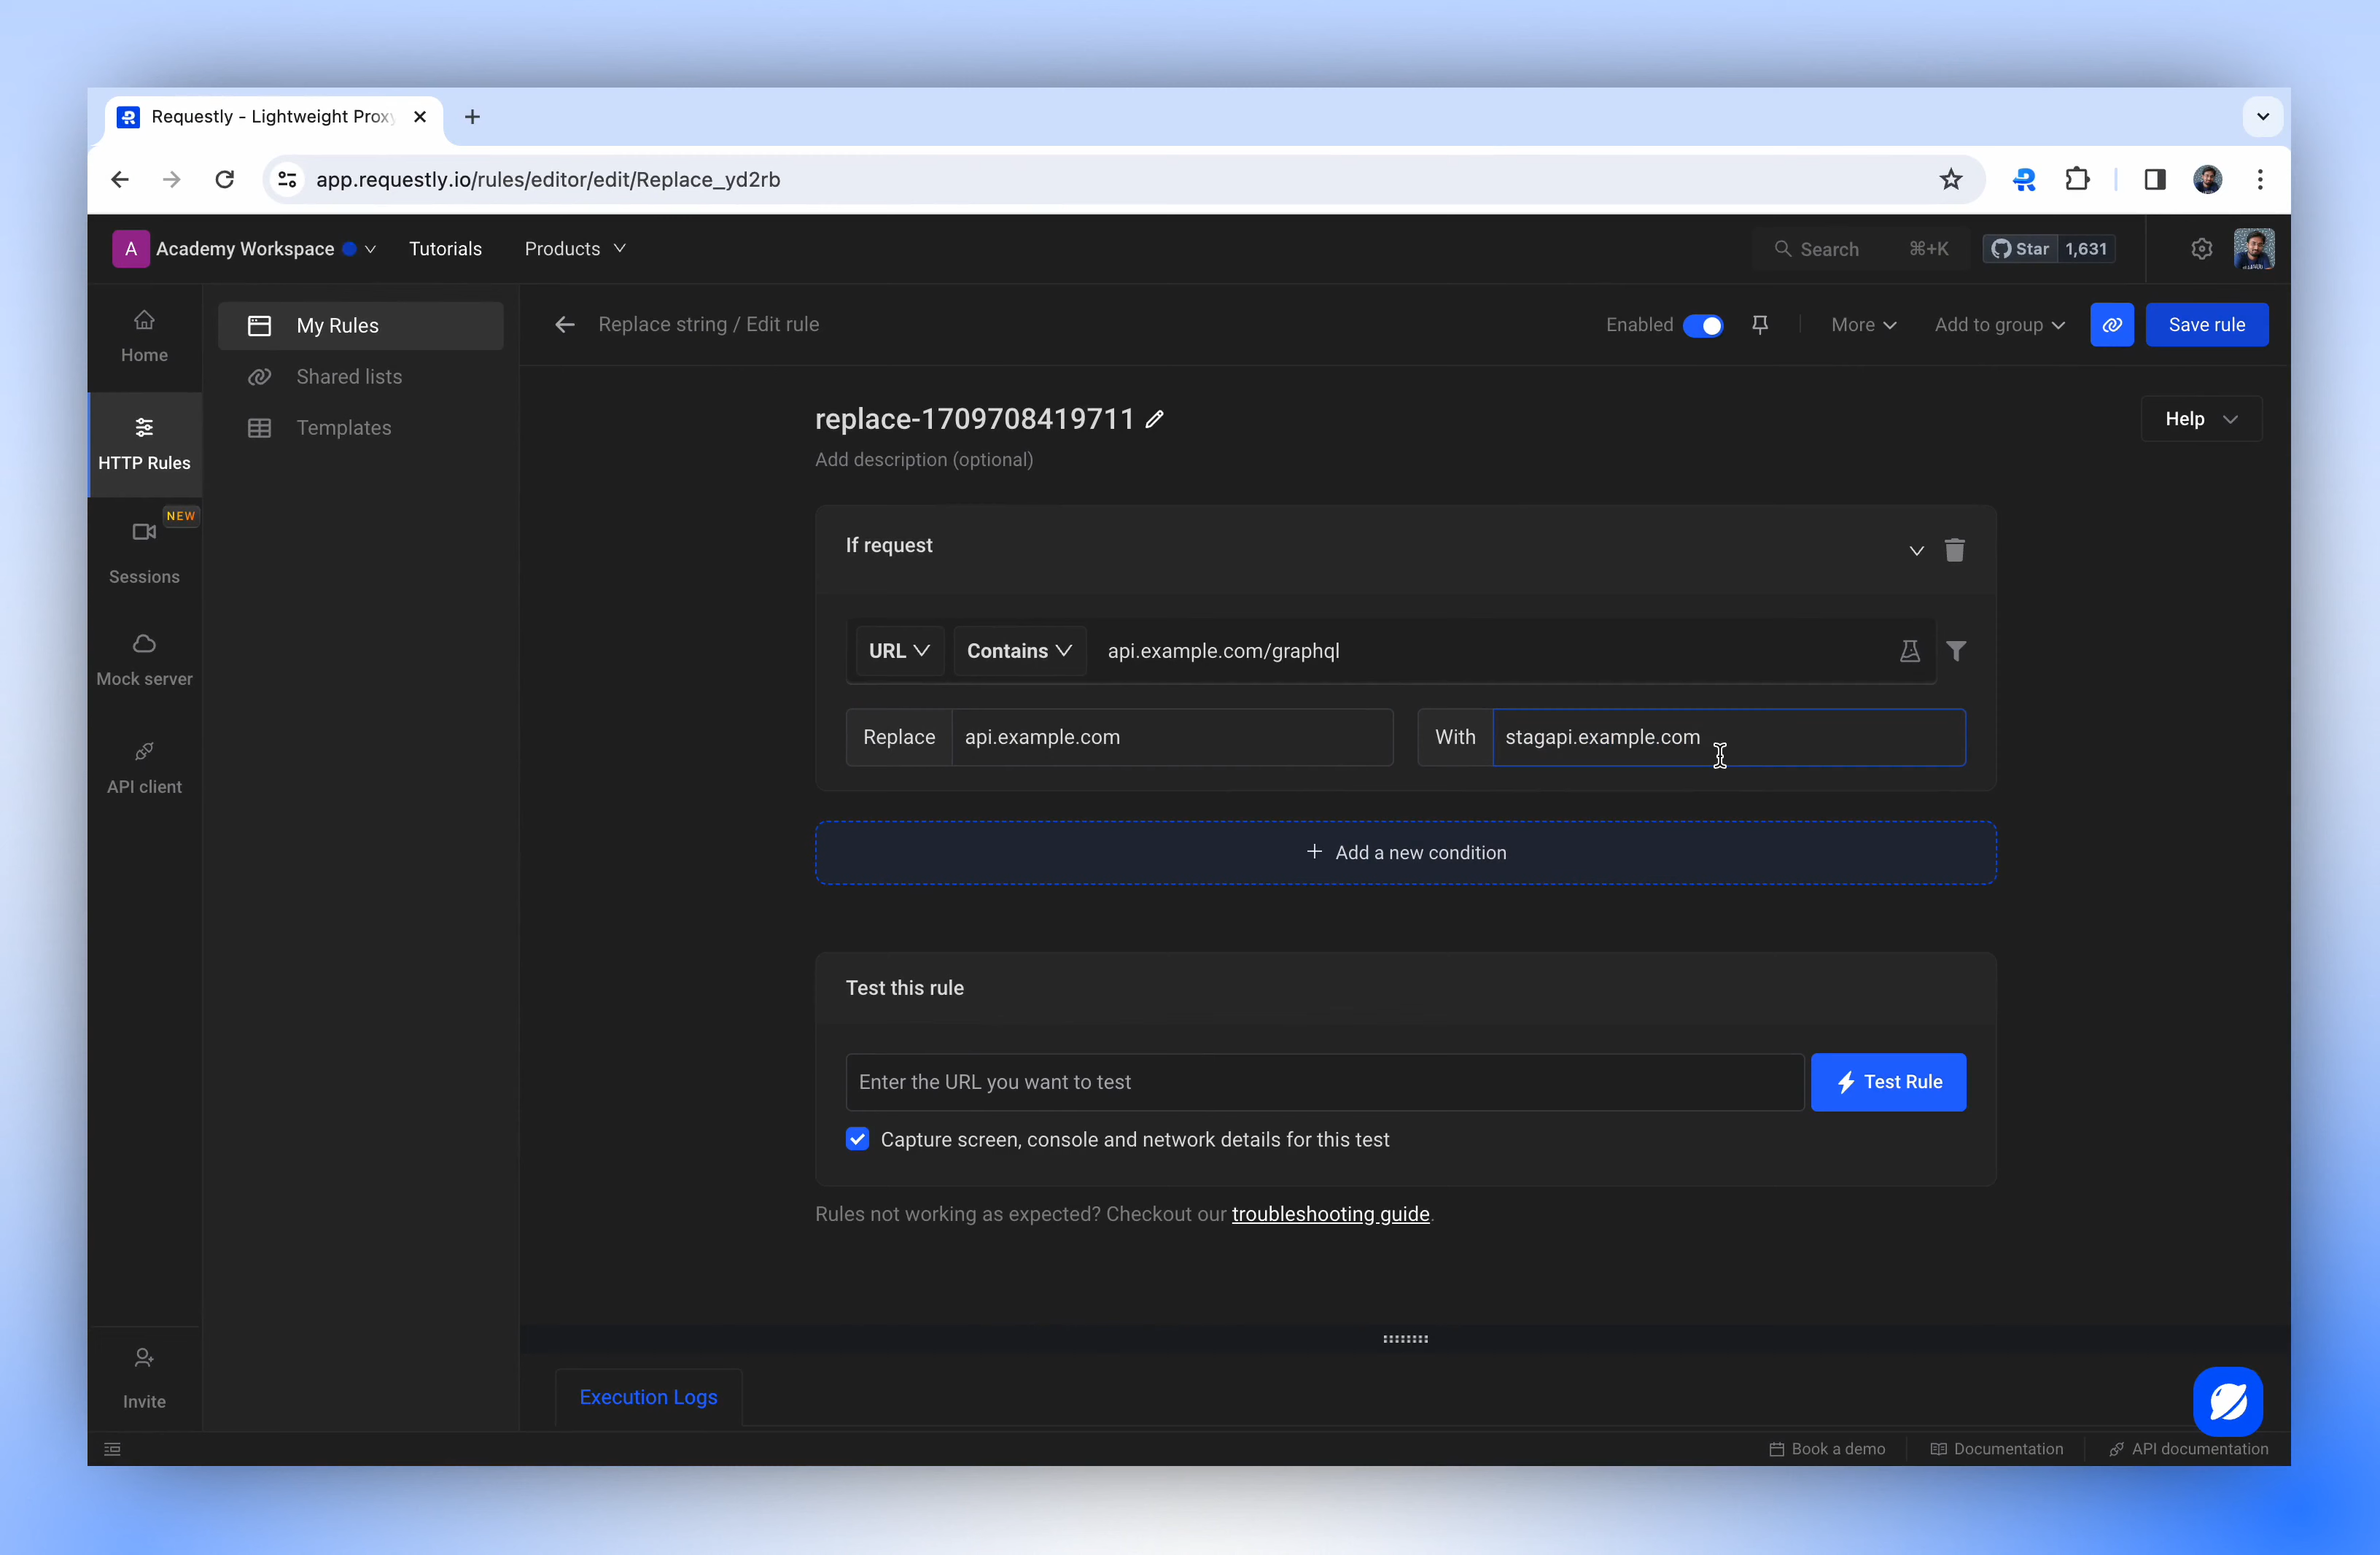 Requestly - Lightweight Proxy
app.requestly.io/rules/editor/edit/Replace_yd2rb
A Academy Workspace Tutorials Products Search ⌘+K Star 1,631
Home
HTTP Rules
NEW
Sessions
Mock server
API client
Invite
My Rules
Shared lists
Templates
Replace string / Edit rule Enabled More Add to group Save rule
replace-1709708419711
Help
Add description (optional)
If request
URL Contains api.example.com/graphql
Replace api.example.com With stagapi.example.com
+ Add a new condition
Test this rule
Enter the URL you want to test Test Rule
Capture screen, console and network details for this test
Rules not working as expected? Checkout our troubleshooting guide.
Execution Logs
Book a demo Documentation API documentation